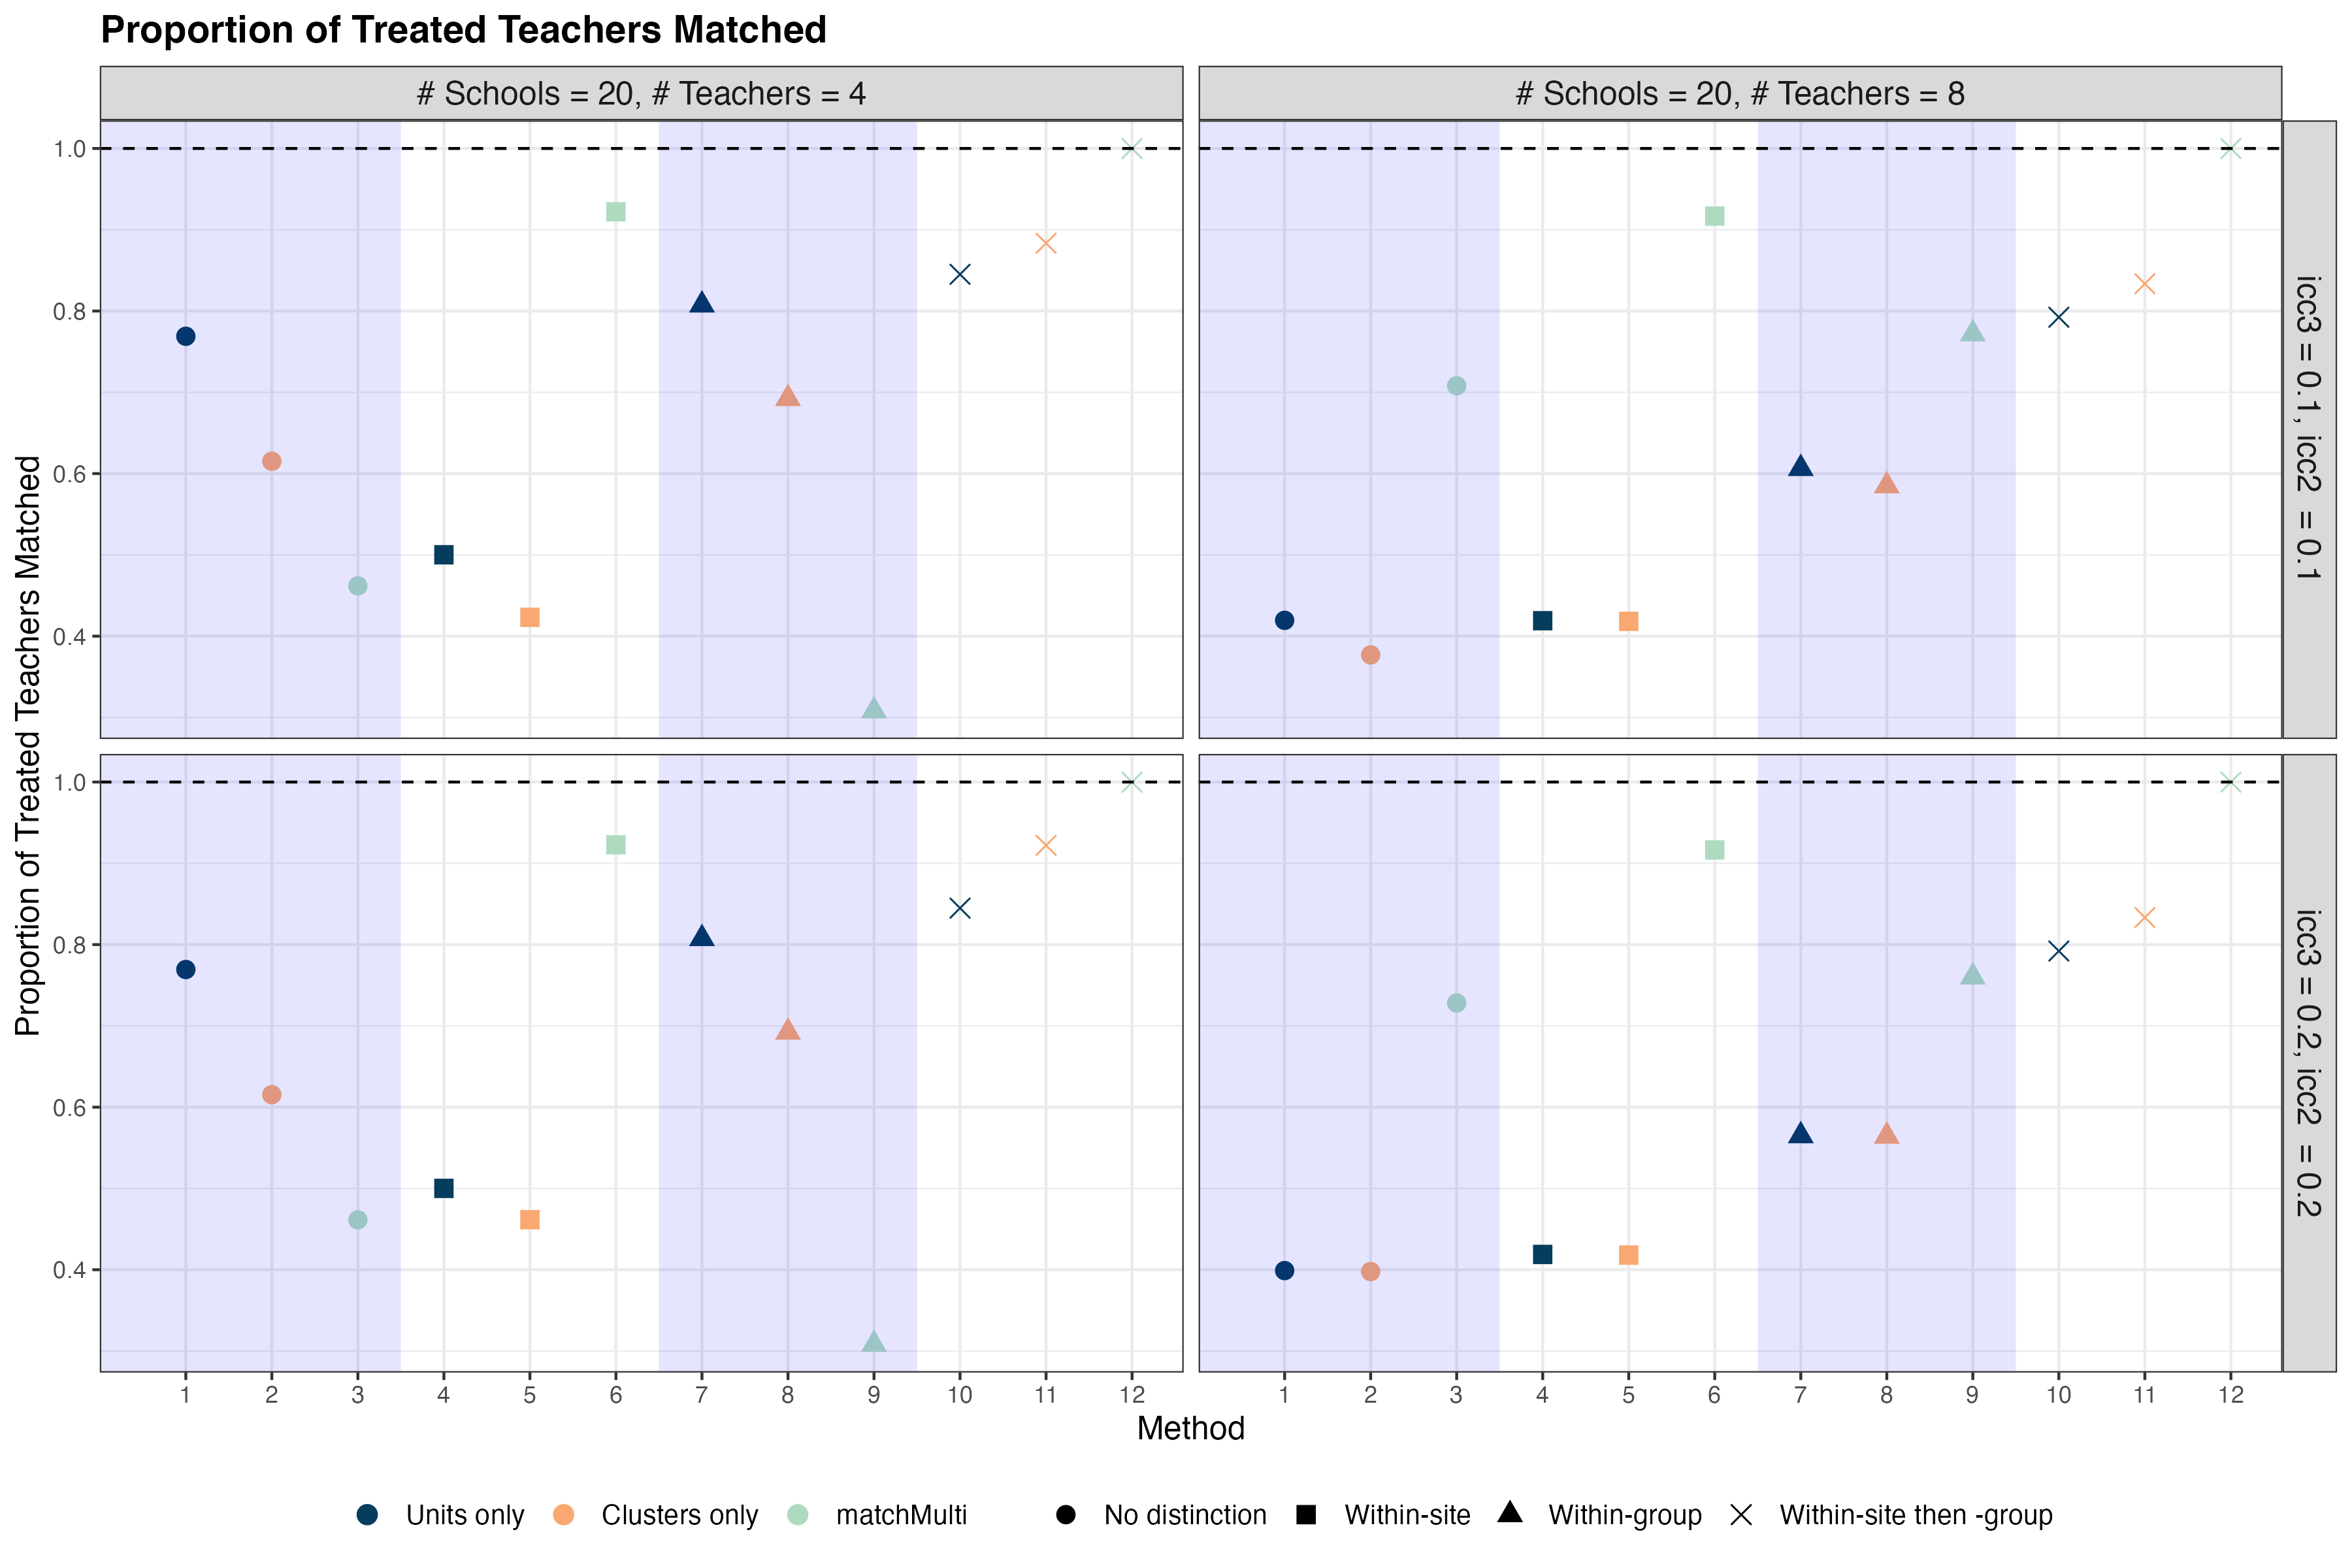 Proportion of Treated Teachers Matched
# Schools = 20, # Teachers = 4
# Schools = 20, # Teachers = 8
Proportion of Treated Teachers Matched
1.0
0.8
0.6
0.4
icc3 = 0.1, icc2 = 0.1
1.0
0.8
0.6
0.4
icc3 = 0.2, icc2 = 0.2
1 2 3 4 5 6 7 8 9 10 11 12
1 2 3 4 5 6 7 8 9 10 11 12
Method
Units only Clusters only matchMulti No distinction Within-site Within-group Within-site then -group